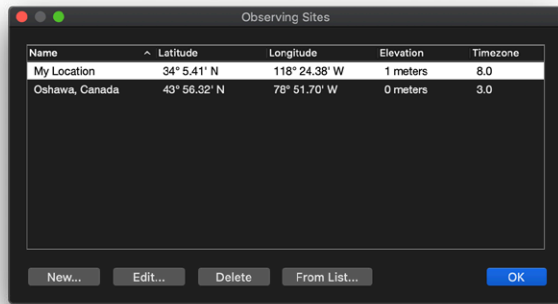 Observing Sites
Name Latitude Longitude Elevation Timezone
My Location 34° 5.41' N 118° 24.38' W 1 meters 8.0
Oshawa, Canada 43° 56.32' N 78° 51.70' W 0 meters 3.0
New... Edit... Delete From List... OK